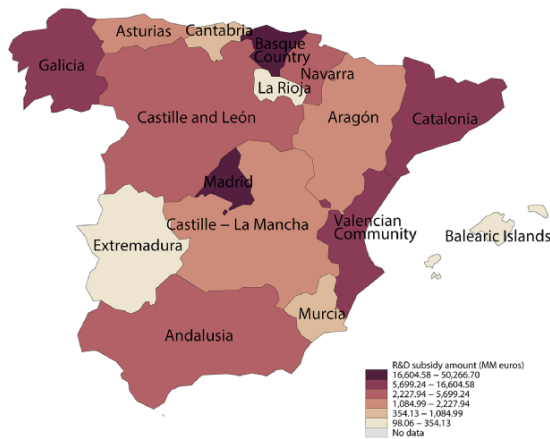 Asturias
Cantabria
Basque
Country
Galicia
Navarra
La Rioja
Castille and León
Aragón
Catalonia
Madrid
Castille – La Mancha
Valencian
Community
Extremadura
Balearic Islands
Murcia
Andalusia
R&D subsidy amount (MM euros)
16,604.58 – 50,266.70
5,699.24 – 16,604.58
2,227.94 – 5,699.24
1,084.99 – 2,227.94
354.13 – 1,084.99
98.06 – 354.13
No data